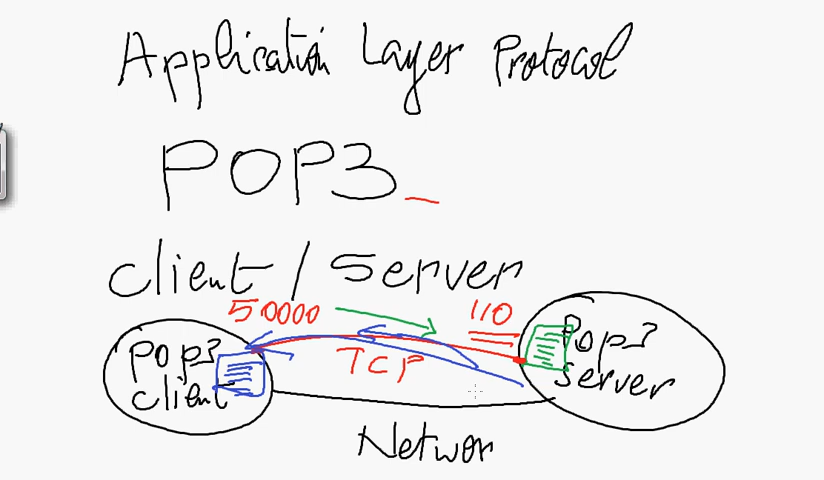 Application Layer Protocol
POP3
client / server
50000 110
TCP
pop3 client
Pop3 server
Networ